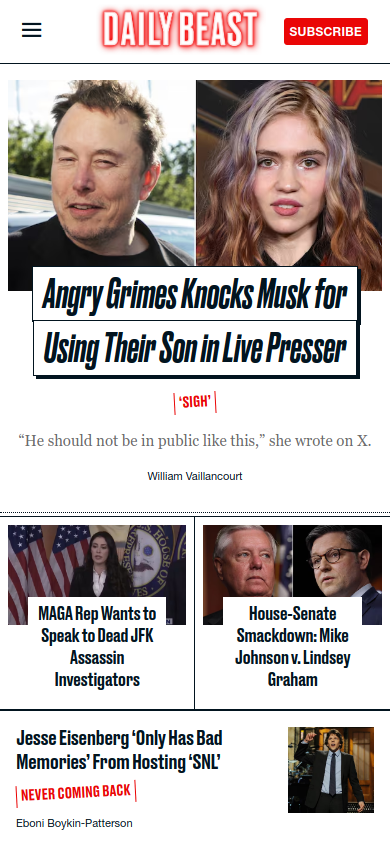 DAILY BEAST
SUBSCRIBE
Angry Grimes Knocks Musk for
Using Their Son in Live Presser
‘SIGH’
“He should not be in public like this,” she wrote on X.
William Vaillancourt
MAGA Rep Wants to
Speak to Dead JFK
Assassin
Investigators
House-Senate
Smackdown: Mike
Johnson v. Lindsey
Graham
Jesse Eisenberg ‘Only Has Bad
Memories’ From Hosting ‘SNL’
NEVER COMING BACK
Eboni Boykin-Patterson